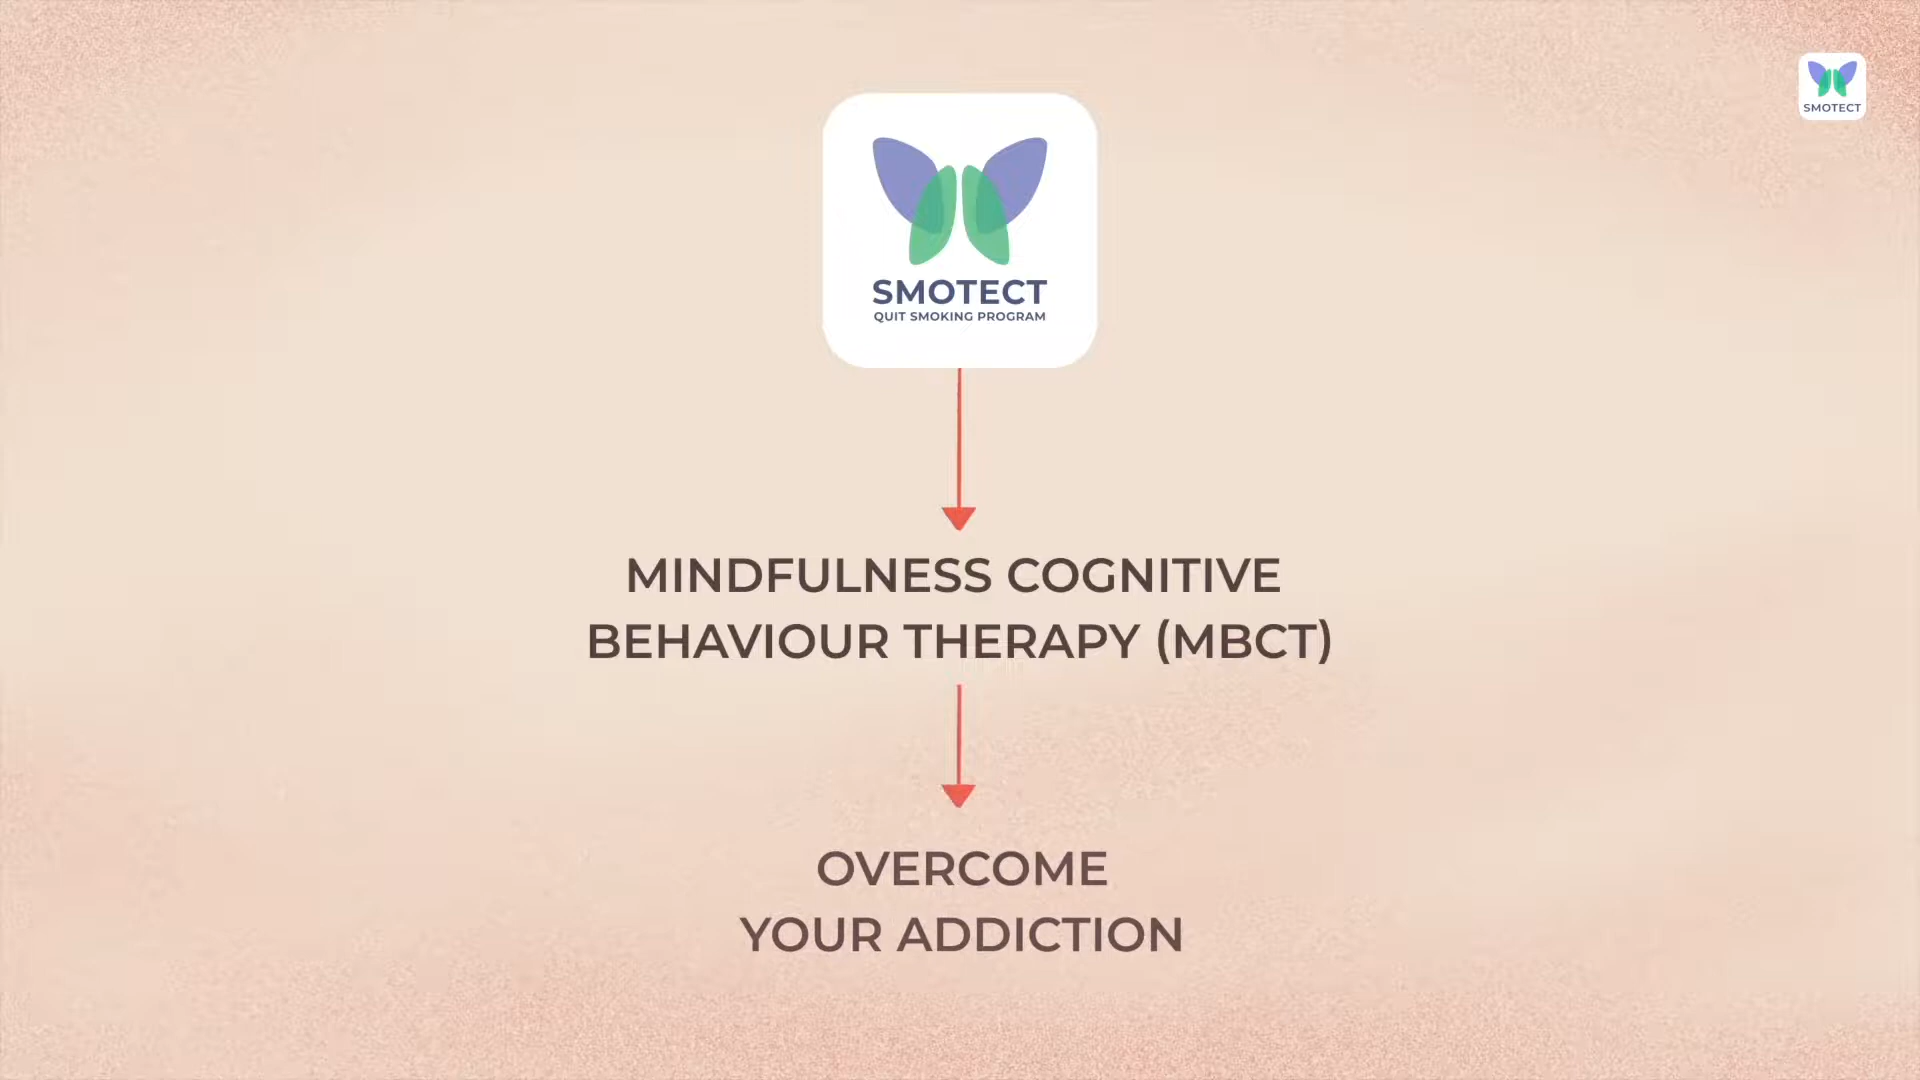 SMOTECT
SMOTECT
QUIT SMOKING PROGRAM
MINDFULNESS COGNITIVE
BEHAVIOUR THERAPY (MBCT)
OVERCOME
YOUR ADDICTION